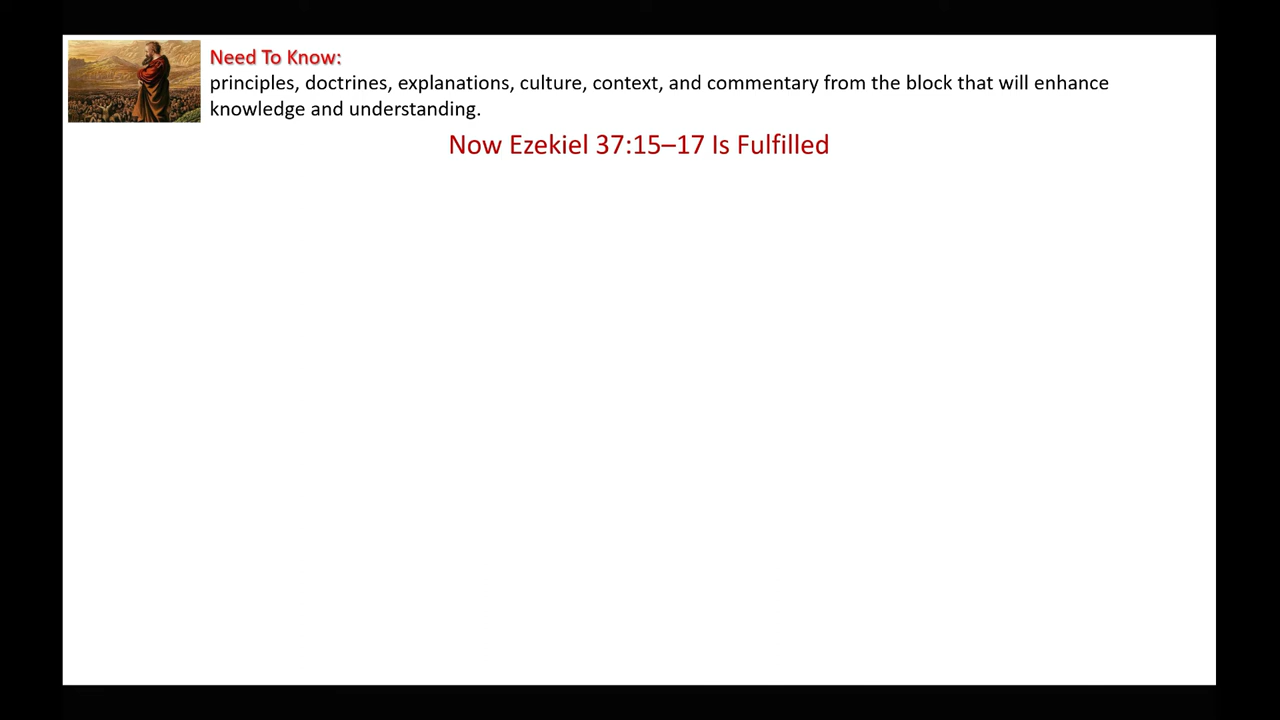 Need To Know:
principles, doctrines, explanations, culture, context, and commentary from the block that will enhance
knowledge and understanding.
Now Ezekiel 37:15–17 Is Fulfilled